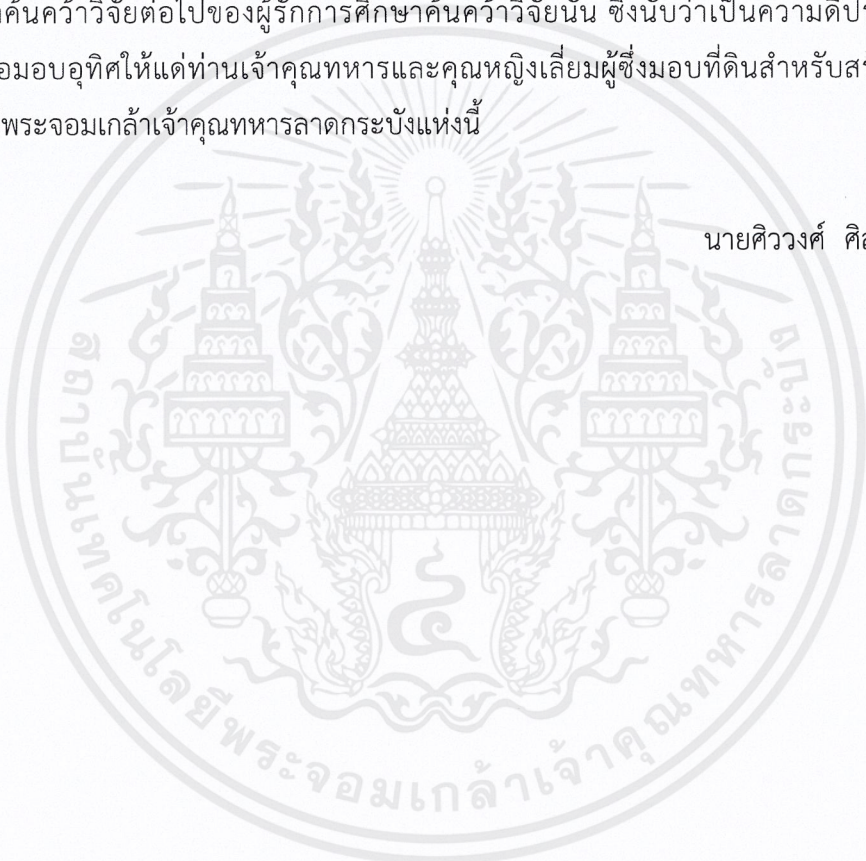 ค้นคว้าวิจัยต่อไปของผู้รักการศึกษาค้นคว้าวิจัยนั้น ซึ่งนับว่าเป็นความดี
มอบอุทิศให้แด่ท่านเจ้าคุณทหารและคุณหญิงเลี่ยมผู้ซึ่งมอบที่ดินสำหรับ
พระจอมเกล้าเจ้าคุณทหารลาดกระบังแห่งนี้
นายศิววงศ์
สถาบันเทคโนโลยีพระจอมเกล้าเจ้าคุณทหารลาดกระบัง
๔